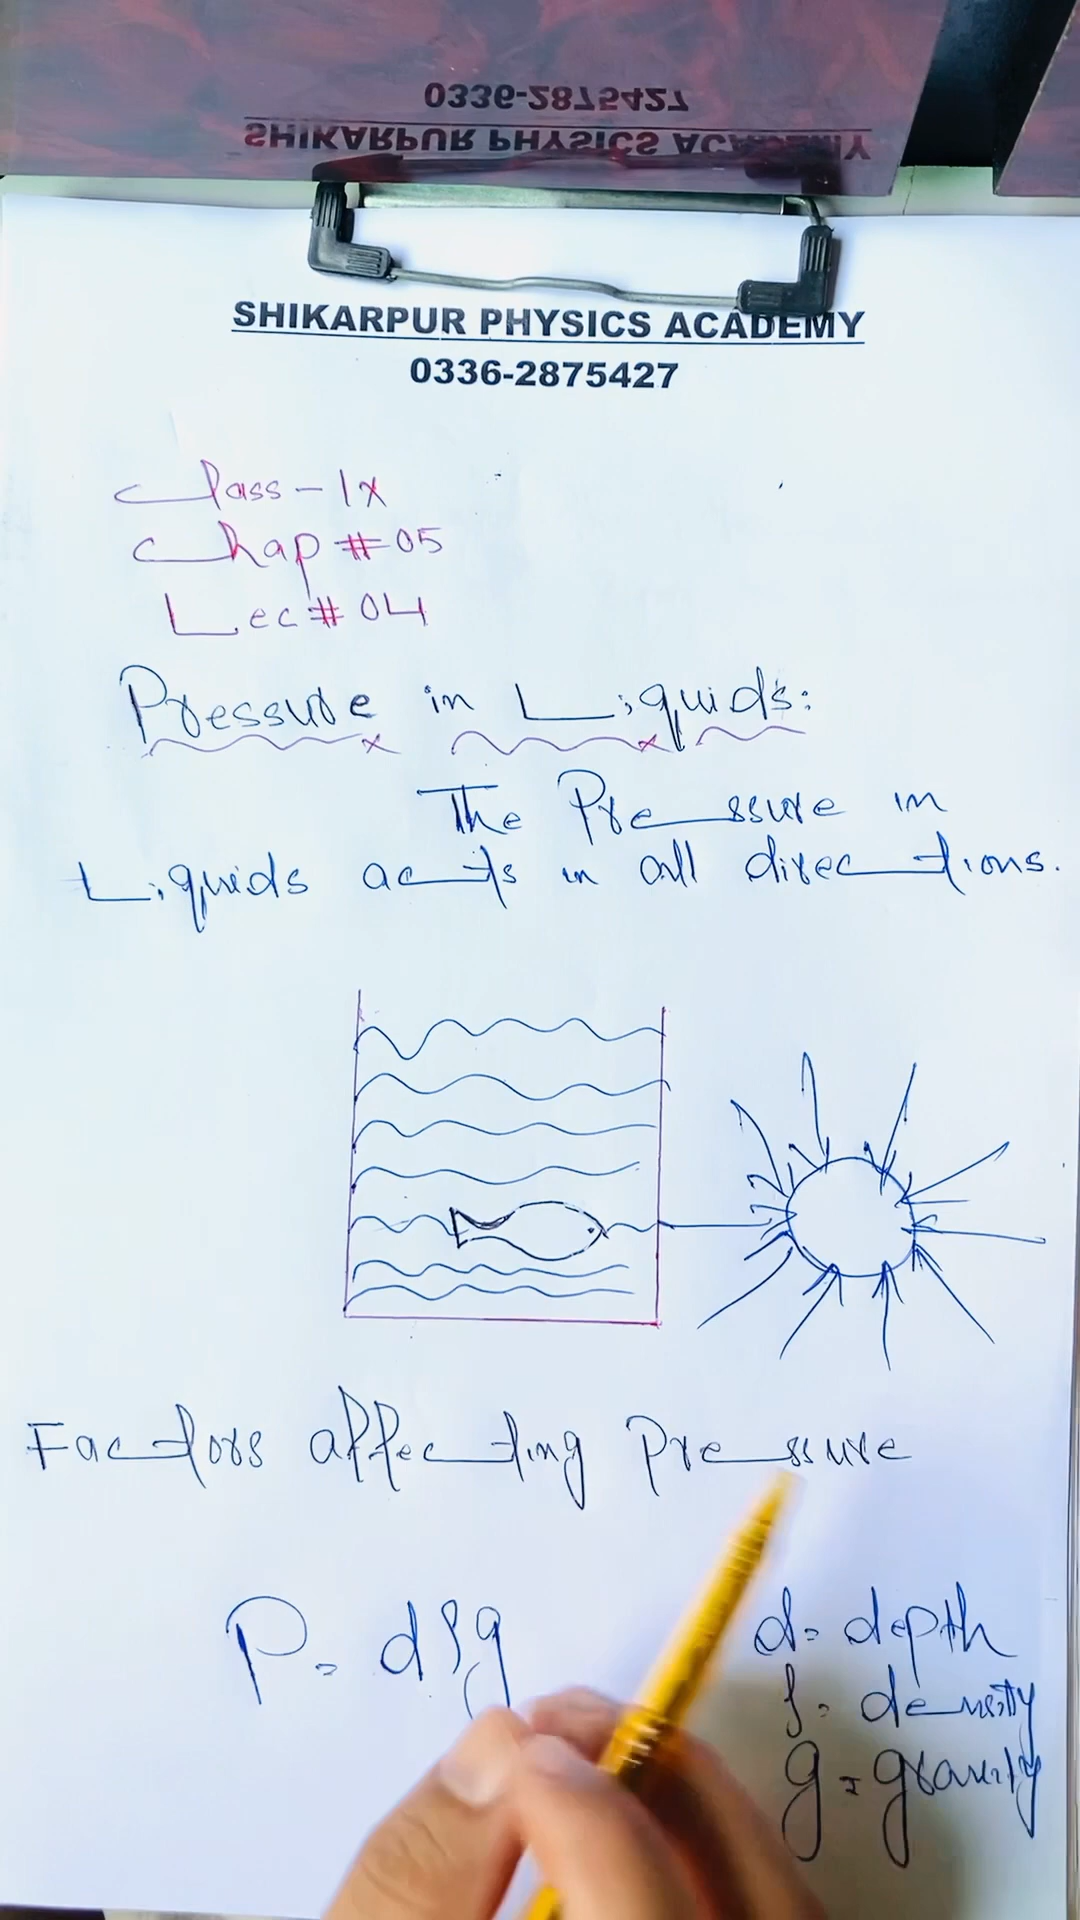 0336-2875427
SHIKARPUR PHYSICS ACADEMY
SHIKARPUR PHYSICS ACADEMY
0336-2875427
Class-IX
Chap #05
Lec# 04
Pressure in Liquids:
The Pressure in
Liquids acts in all directions.
Factors affecting Pressure
P = dρg
d= depth
ρ= density
g= gravity